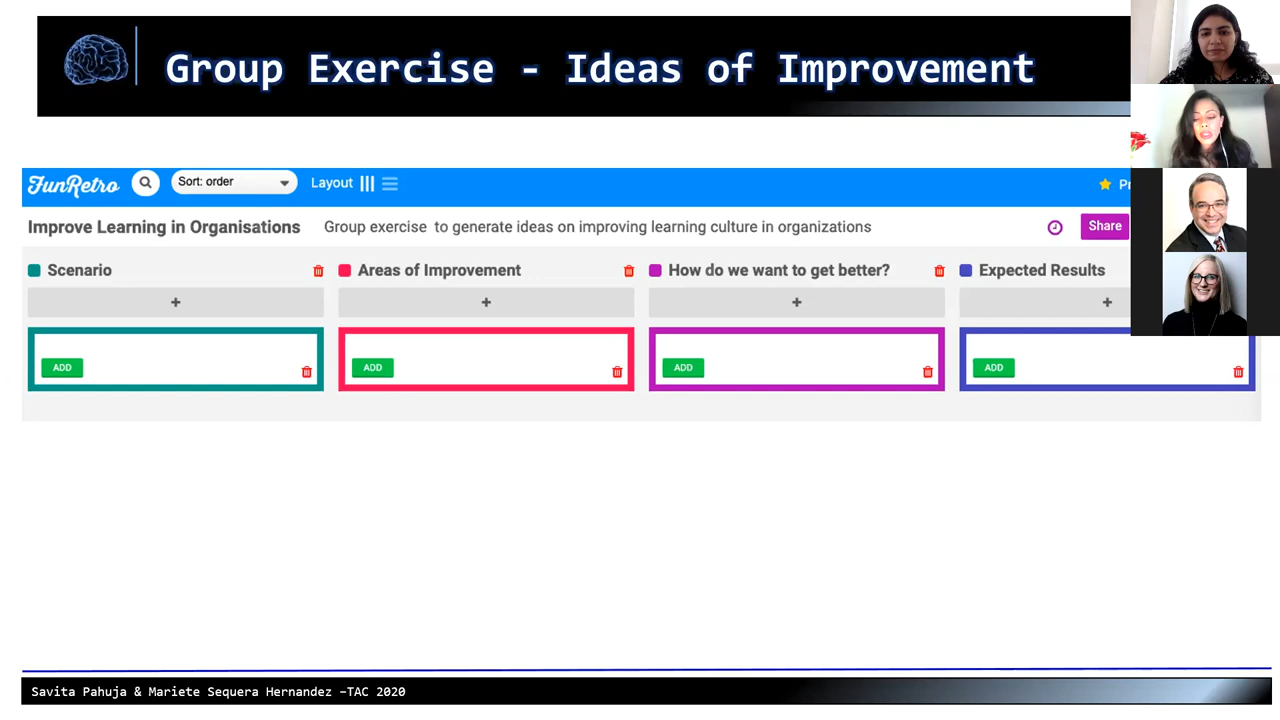 Group Exercise - Ideas of Improvement
FunRetro
Sort: order
Layout
Improve Learning in Organisations
Group exercise to generate ideas on improving learning culture in organizations
Share
Scenario
Areas of Improvement
How do we want to get better?
Expected Results
+ + + +
ADD ADD ADD ADD
Savita Pahuja & Mariete Sequera Hernandez –TAC 2020